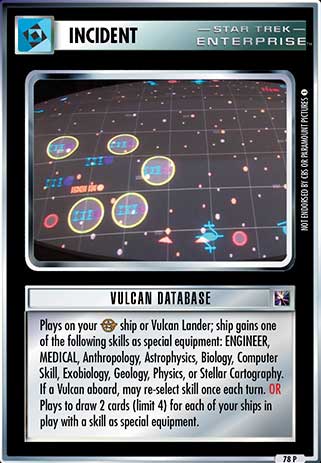 INCIDENT
STAR TREK
ENTERPRISE™
NOT ENDORSED BY CBS OR PARAMOUNT PICTURES
VULCAN DATABASE
Plays on your ship or Vulcan Lander; ship gains one
of the following skills as special equipment: ENGINEER,
MEDICAL, Anthropology, Astrophysics, Biology, Computer
Skill, Exobiology, Geology, Physics, or Stellar Cartography.
If a Vulcan aboard, may re-select skill once each turn. OR
Plays to draw 2 cards (limit 4) for each of your ships in
play with a skill as special equipment.
78 P